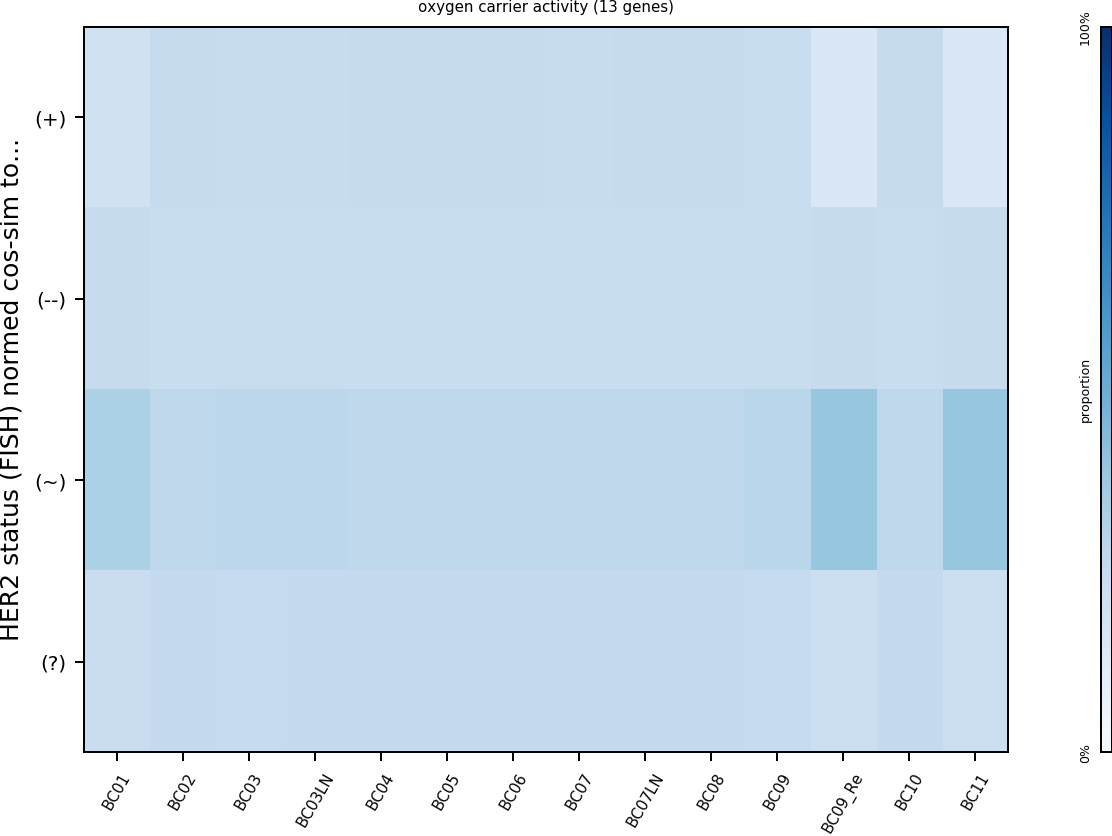 oxygen carrier activity (13 genes)
HER2 status (FISH) normed cos-sim to...
(+)
(--)
(~)
(?)
BC01
BC02
BC03
BC03LN
BC04
BC05
BC06
BC07
BC07LN
BC08
BC09
BC09_Re
BC10
BC11
100%
proportion
0%